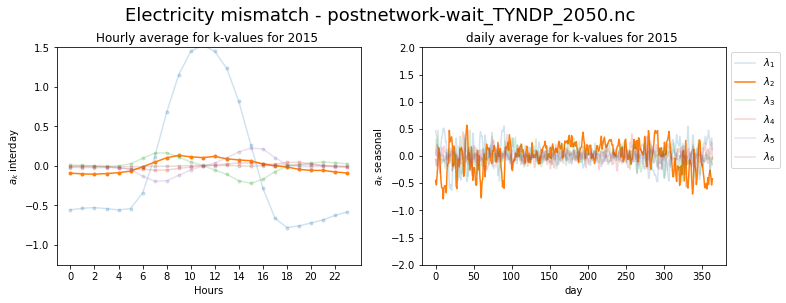 Electricity mismatch - postnetwork-wait_TYNDP_2050.nc
Hourly average for k-values for 2015
1.5
1.0
0.5
0.0
−0.5
−1.0
a_k interday
0 2 4 6 8 10 12 14 16 18 20 22
Hours
daily average for k-values for 2015
2.0
1.5
1.0
0.5
0.0
−0.5
−1.0
−1.5
−2.0
a_k seasonal
0 50 100 150 200 250 300 350
day
λ₁
λ₂
λ₃
λ₄
λ₅
λ₆